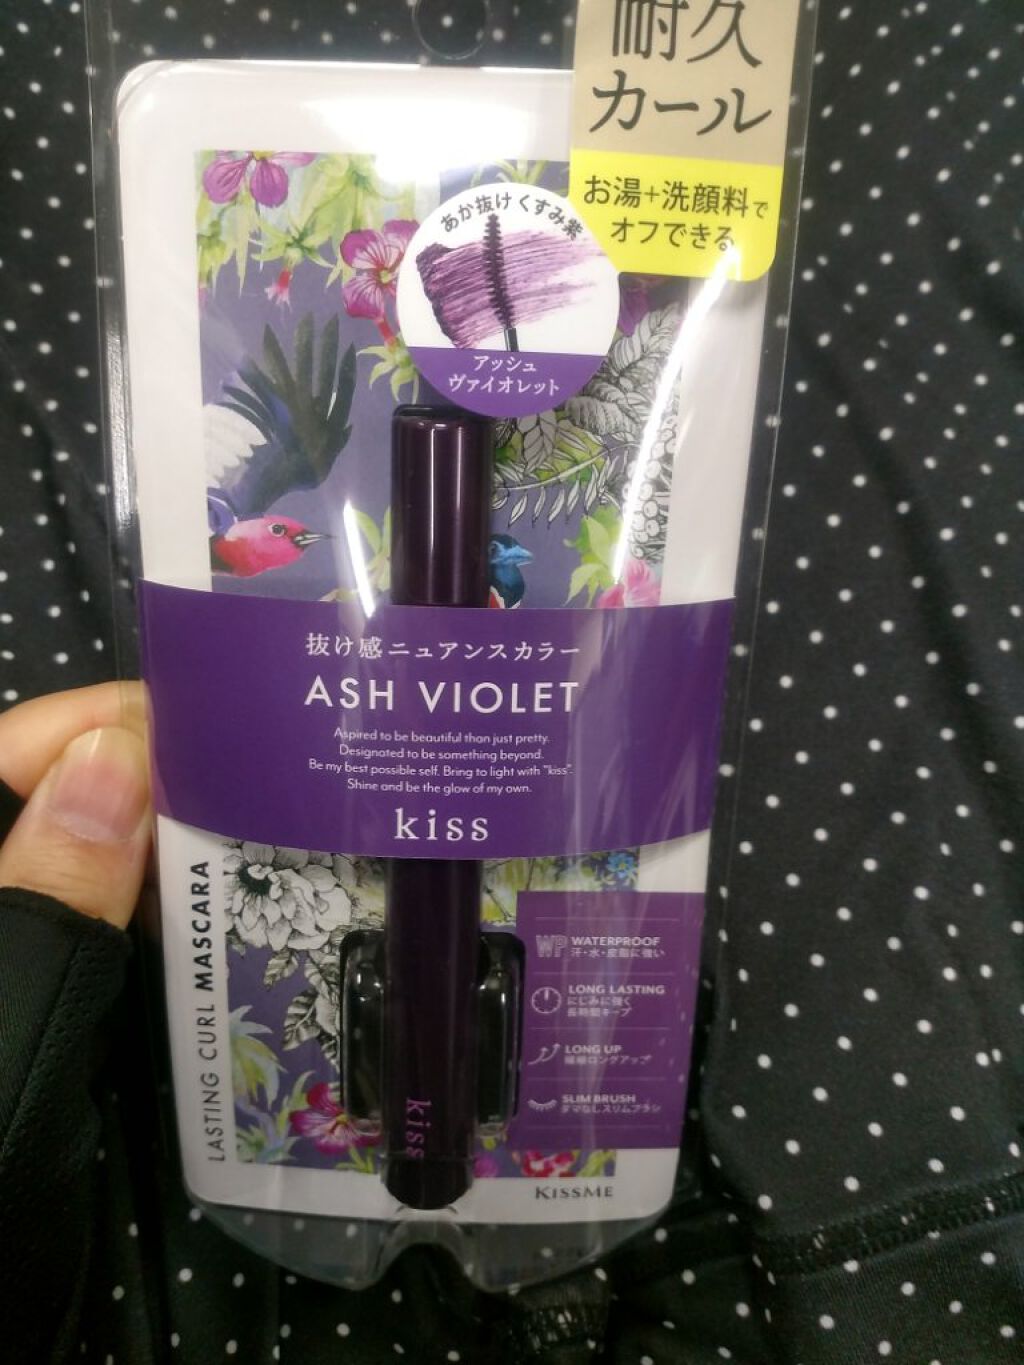 耐久
カール
お湯+洗顔料で
オフできる
あか抜けくすみ紫
アッシュ
ヴァイオレット
抜け感ニュアンスカラー
ASH VIOLET
Aspired to be beautiful than just pretty.
Designated to be something beyond.
Be my best possible self. Bring to light with "kiss".
Shine and be the glow of my own.
kiss
LASTING CURL MASCARA
WP WATERPROOF
汗・水・皮脂に強い
LONG LASTING
にじみに強く
長時間キープ
LONG UP
繊細ロングアップ
SLIM BRUSH
ダマなしスリムブラシ
kiss
KISSME